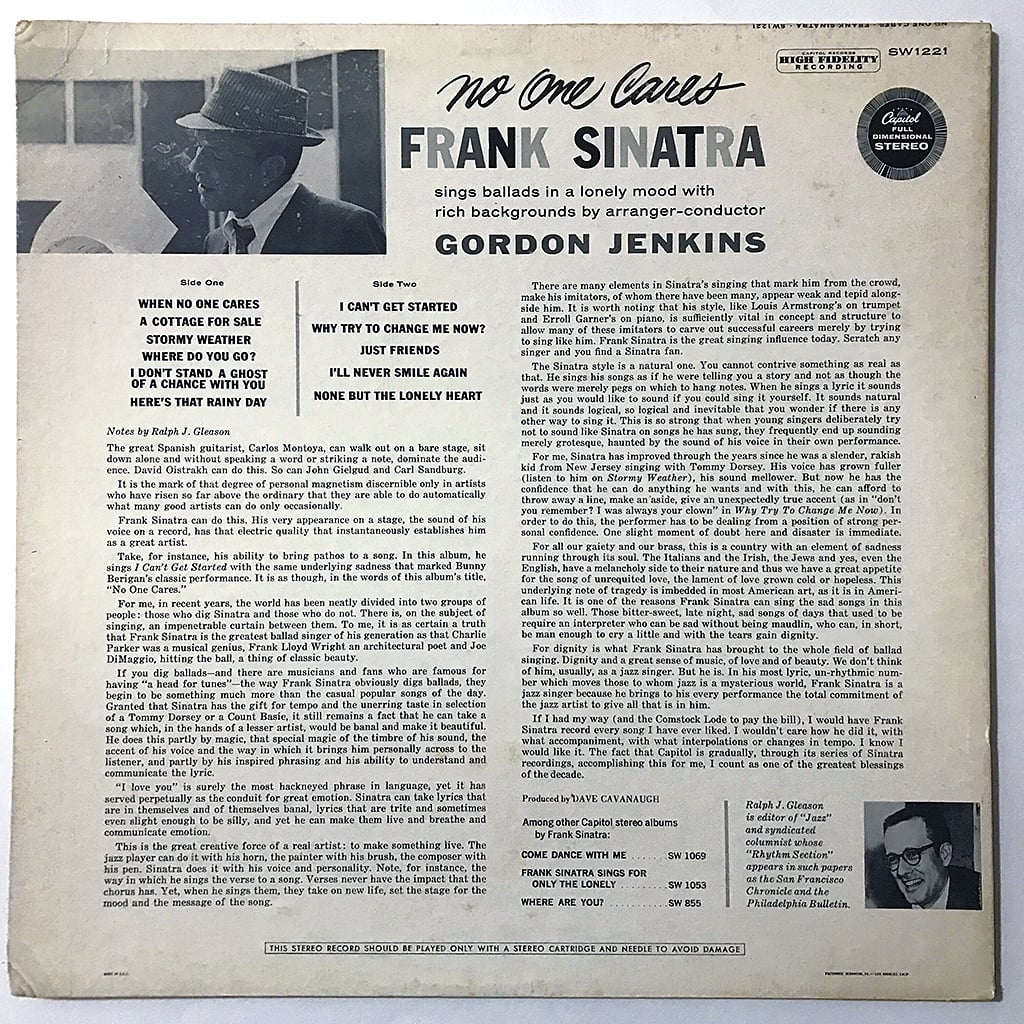 NO ONE CARES · FRANK SINATRA · SW1221
CAPITOL RECORDS
HIGH FIDELITY
RECORDING
SW1221
no One Cares
FRANK SINATRA
sings ballads in a lonely mood with
rich backgrounds by arranger-conductor
GORDON JENKINS
Capitol
FULL
DIMENSIONAL
STEREO
Side One
WHEN NO ONE CARES
A COTTAGE FOR SALE
STORMY WEATHER
WHERE DO YOU GO?
I DON'T STAND A GHOST
OF A CHANCE WITH YOU
HERE'S THAT RAINY DAY
Side Two
I CAN'T GET STARTED
WHY TRY TO CHANGE ME NOW?
JUST FRIENDS
I'LL NEVER SMILE AGAIN
NONE BUT THE LONELY HEART
Notes by Ralph J. Gleason
The great Spanish guitarist, Carlos Montoya, can walk out on a bare stage, sit
down alone and without speaking a word or striking a note, dominate the audi-
ence. David Oistrakh can do this. So can John Gielgud and Carl Sandburg.
It is the mark of that degree of personal magnetism discernible only in artists
who have risen so far above the ordinary that they are able to do automatically
what many good artists can do only occasionally.
Frank Sinatra can do this. His very appearance on a stage, the sound of his
voice on a record, has that electric quality that instantaneously establishes him
as a great artist.
Take, for instance, his ability to bring pathos to a song. In this album, he
sings I Can't Get Started with the same underlying sadness that marked Bunny
Berigan's classic performance. It is as though, in the words of this album's title,
"No One Cares."
For me, in recent years, the world has been neatly divided into two groups of
people: those who dig Sinatra and those who do not. There is, on the subject of
singing, an impenetrable curtain between them. To me, it is as certain a truth
that Frank Sinatra is the greatest ballad singer of his generation as that Charlie
Parker was a musical genius, Frank Lloyd Wright an architectural poet and Joe
DiMaggio, hitting the ball, a thing of classic beauty.
If you dig ballads—and there are musicians and fans who are famous for
having "a head for tunes"—the way Frank Sinatra obviously digs ballads, they
begin to be something much more than the casual popular songs of the day.
Granted that Sinatra has the gift for tempo and the unerring taste in selection
of a Tommy Dorsey or a Count Basie, it still remains a fact that he can take a
song which, in the hands of a lesser artist, would be banal and make it beautiful.
He does this partly by magic, that special magic of the timbre of his sound, the
accent of his voice and the way in which it brings him personally across to the
listener, and partly by his inspired phrasing and his ability to understand and
communicate the lyric.
"I love you" is surely the most hackneyed phrase in language, yet it has
served perpetually as the conduit for great emotion. Sinatra can take lyrics that
are in themselves and of themselves banal, lyrics that are trite and sometimes
even slight enough to be silly, and yet he can make them live and breathe and
communicate emotion.
This is the great creative force of a real artist: to make something live. The
jazz player can do it with his horn, the painter with his brush, the composer with
his pen. Sinatra does it with his voice and personality. Note, for instance, the
way in which he sings the verse to a song. Verses never have the impact that the
chorus has. Yet, when he sings them, they take on new life, set the stage for the
mood and the message of the song.
There are many elements in Sinatra's singing that mark him from the crowd,
make his imitators, of whom there have been many, appear weak and tepid along-
side him. It is worth noting that his style, like Louis Armstrong's on trumpet
and Erroll Garner's on piano, is sufficiently vital in concept and structure to
allow many of these imitators to carve out successful careers merely by trying
to sing like him. Frank Sinatra is the great singing influence today. Scratch any
singer and you find a Sinatra fan.
The Sinatra style is a natural one. You cannot contrive something as real as
that. He sings his songs as if he were telling you a story and not as though the
words were merely pegs on which to hang notes. When he sings a lyric it sounds
just as you would like to sound if you could sing it yourself. It sounds natural
and it sounds logical, so logical and inevitable that you wonder if there is any
other way to sing it. This is so strong that when young singers deliberately try
not to sound like Sinatra on songs he has sung, they frequently end up sounding
merely grotesque, haunted by the sound of his voice in their own performance.
For me, Sinatra has improved through the years since he was a slender, rakish
kid from New Jersey singing with Tommy Dorsey. His voice has grown fuller
(listen to him on Stormy Weather), his sound mellower. But now he has the
confidence that he can do anything he wants and with this, he can afford to
throw away a line, make an aside, give an unexpectedly true accent (as in "don't
you remember? I was always your clown" in Why Try To Change Me Now). In
order to do this, the performer has to be dealing from a position of strong per-
sonal confidence. One slight moment of doubt here and disaster is immediate.
For all our gaiety and our brass, this is a country with an element of sadness
running through its soul. The Italians and the Irish, the Jews and yes, even the
English, have a melancholy side to their nature and thus we have a great appetite
for the song of unrequited love, the lament of love grown cold or hopeless. This
underlying note of tragedy is imbedded in most American art, as it is in Ameri-
can life. It is one of the reasons Frank Sinatra can sing the sad songs in this
album so well. Those bitter-sweet, late night, sad songs of days that used to be
require an interpreter who can be sad without being maudlin, who can, in short,
be man enough to cry a little and with the tears gain dignity.
For dignity is what Frank Sinatra has brought to the whole field of ballad
singing. Dignity and a great sense of music, of love and of beauty. We don't think
of him, usually, as a jazz singer. But he is. In his most lyric, un-rhythmic num-
ber which moves those to whom jazz is a mysterious world, Frank Sinatra is a
jazz singer because he brings to his every performance the total commitment of
the jazz artist to give all that is in him.
If I had my way (and the Comstock Lode to pay the bill), I would have Frank
Sinatra record every song I have ever liked. I wouldn't care how he did it, with
what accompaniment, with what interpolations or changes in tempo. I know I
would like it. The fact that Capitol is gradually, through its series of Sinatra
recordings, accomplishing this for me, I count as one of the greatest blessings
of the decade.
Produced by DAVE CAVANAUGH
Among other Capitol stereo albums
by Frank Sinatra:
COME DANCE WITH ME ....... SW 1069
FRANK SINATRA SINGS FOR
ONLY THE LONELY ......... SW 1053
WHERE ARE YOU? .......... SW 855
Ralph J. Gleason
is editor of "Jazz"
and syndicated
columnist whose
"Rhythm Section"
appears in such papers
as the San Francisco
Chronicle and the
Philadelphia Bulletin.
THIS STEREO RECORD SHOULD BE PLAYED ONLY WITH A STEREO CARTRIDGE AND NEEDLE TO AVOID DAMAGE